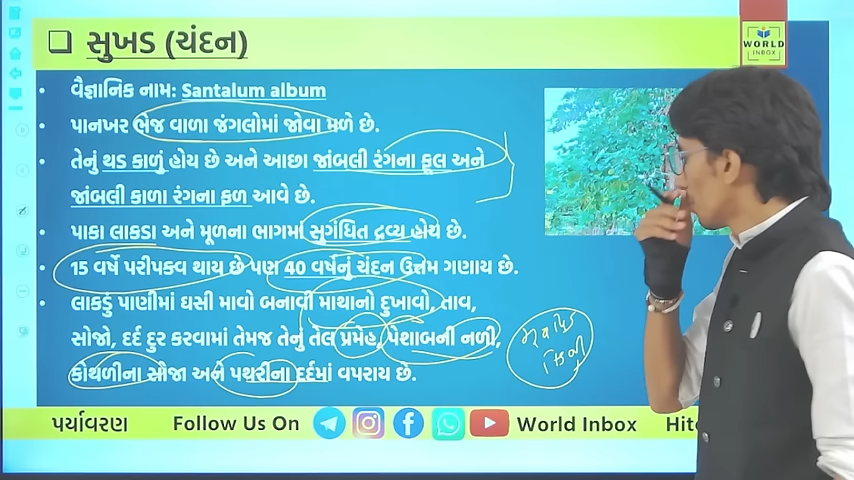 ❑ સુખડ (ચંદન)
WORLD
INBOX
• વૈજ્ઞાનિક નામ: Santalum album
• પાનખર ભેજ વાળા જંગલોમાં જોવા મળે છે.
• તેનું થડ કાળું હોય છે અને આછા જાંબલી રંગના ફૂલ અને
જાંબલી કાળા રંગના ફળ આવે છે.
• પાકા લાકડા અને મૂળના ભાગમાં સુગંધિત દ્રવ્ય હોય છે.
• 15 વર્ષે પરીપક્વ થાય છે પણ 40 વર્ષનું ચંદન ઉત્તમ ગણાય છે.
• લાકડું પાણીમાં ઘસી માવો બનાવી માથાનો દુખાવો, તાવ,
સોજો, દર્દ દુર કરવામાં તેમજ તેનું તેલ પ્રમેહ, પેશાબની નળી,
કોથળીના સોજા અને પથરીના દર્દમાં વપરાય છે.
પર્યાવરણ Follow Us On World Inbox